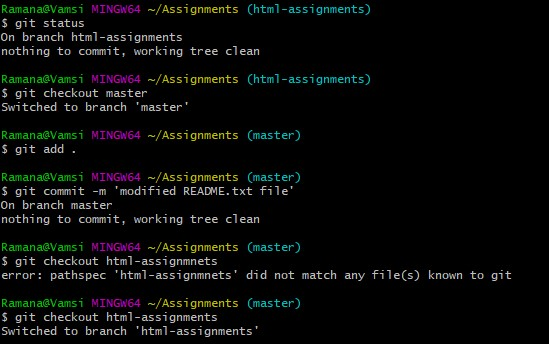 Ramana@Vamsi MINGW64 ~/Assignments (html-assignments)
$ git status
On branch html-assignments
nothing to commit, working tree clean
Ramana@Vamsi MINGW64 ~/Assignments (html-assignments)
$ git checkout master
Switched to branch 'master'
Ramana@Vamsi MINGW64 ~/Assignments (master)
$ git add .
Ramana@Vamsi MINGW64 ~/Assignments (master)
$ git commit -m 'modified README.txt file'
On branch master
nothing to commit, working tree clean
Ramana@Vamsi MINGW64 ~/Assignments (master)
$ git checkout html-assignmnets
error: pathspec 'html-assignmnets' did not match any file(s) known to git
Ramana@Vamsi MINGW64 ~/Assignments (master)
$ git checkout html-assignments
Switched to branch 'html-assignments'